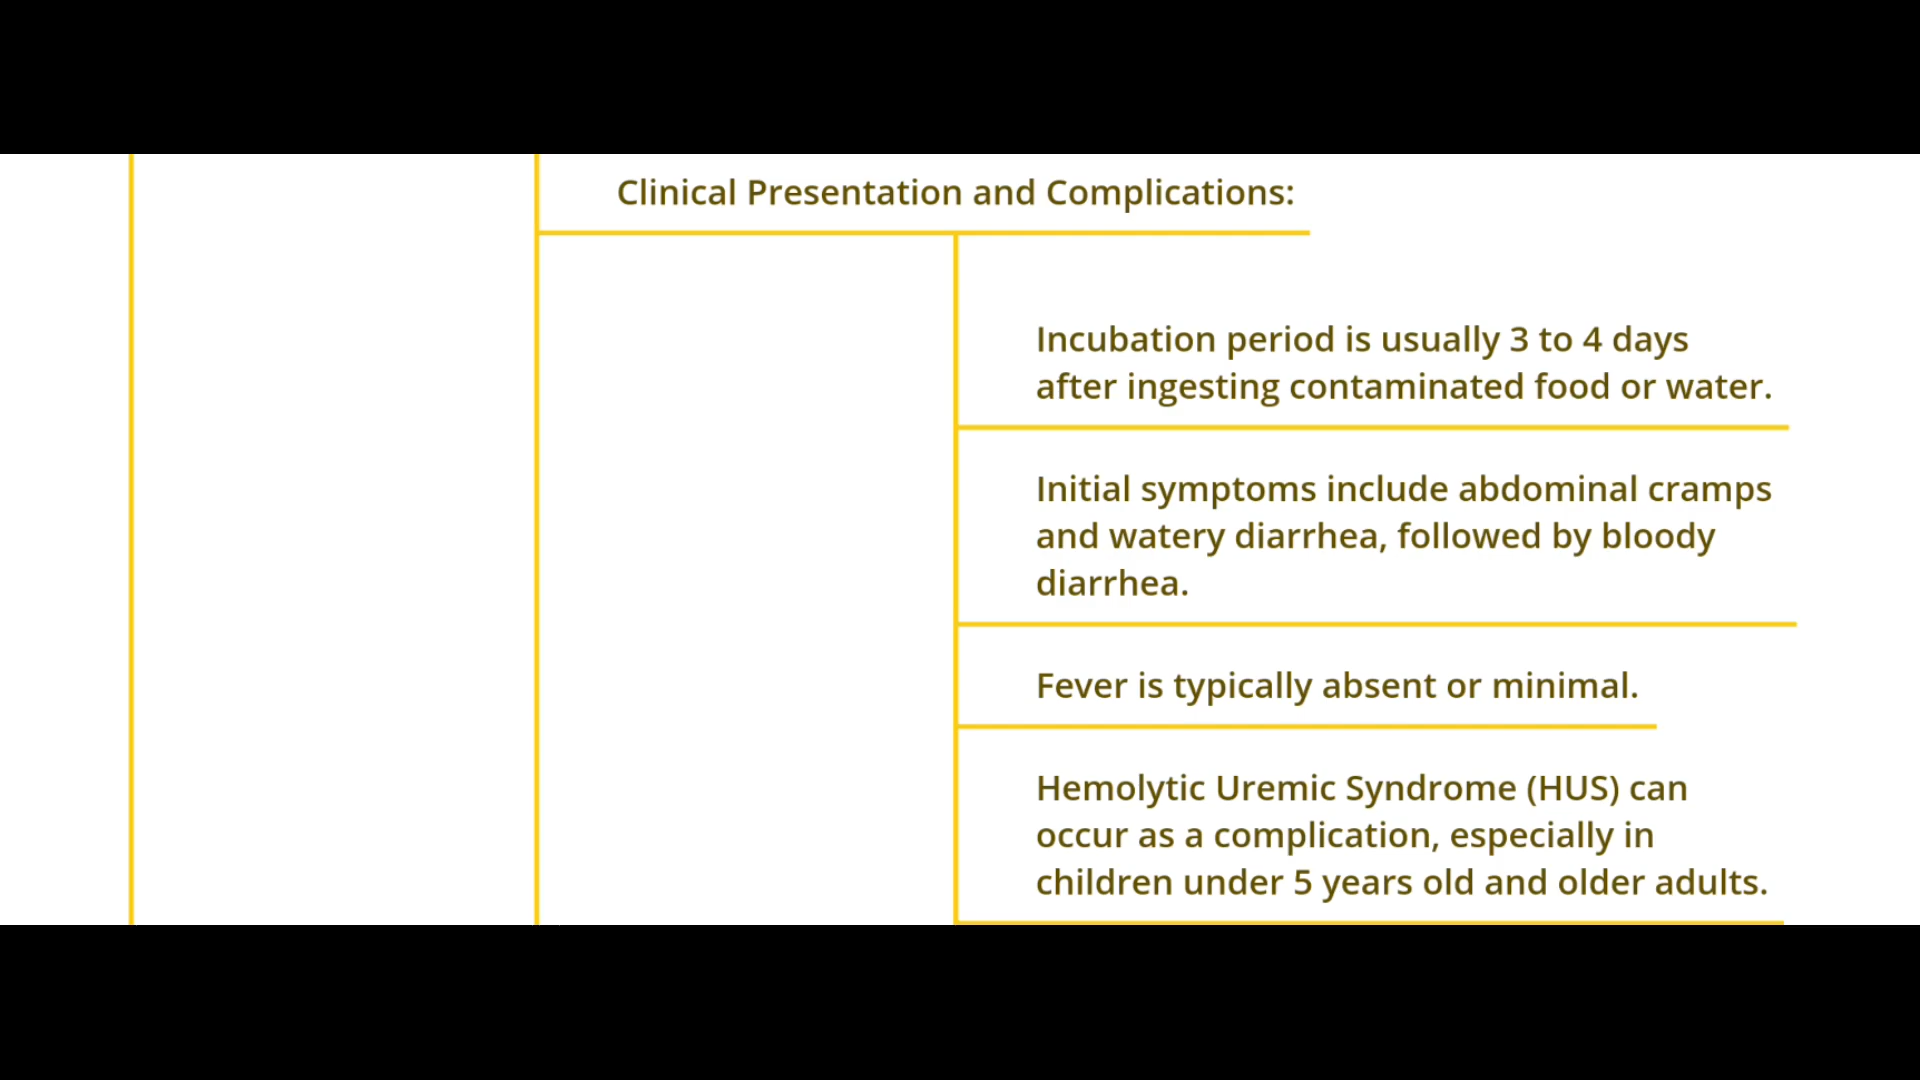 Clinical Presentation and Complications:
Incubation period is usually 3 to 4 days
after ingesting contaminated food or water.
Initial symptoms include abdominal cramps
and watery diarrhea, followed by bloody
diarrhea.
Fever is typically absent or minimal.
Hemolytic Uremic Syndrome (HUS) can
occur as a complication, especially in
children under 5 years old and older adults.